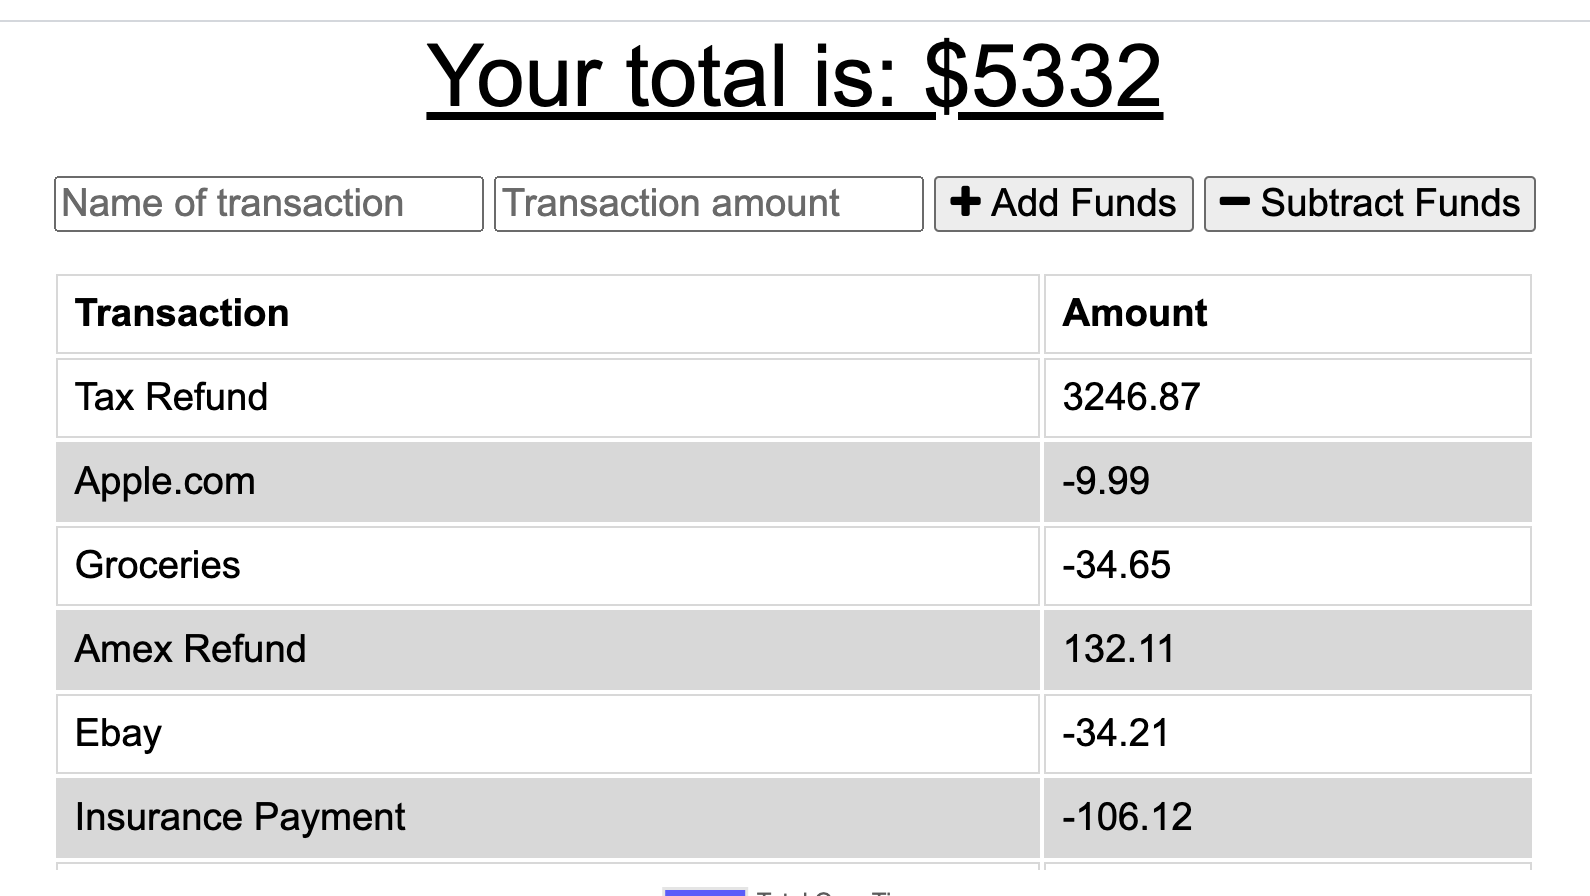 Your total is: $5332
Name of transaction Transaction amount Add Funds Subtract Funds
Transaction Amount
Tax Refund 3246.87
Apple.com -9.99
Groceries -34.65
Amex Refund 132.11
Ebay -34.21
Insurance Payment -106.12